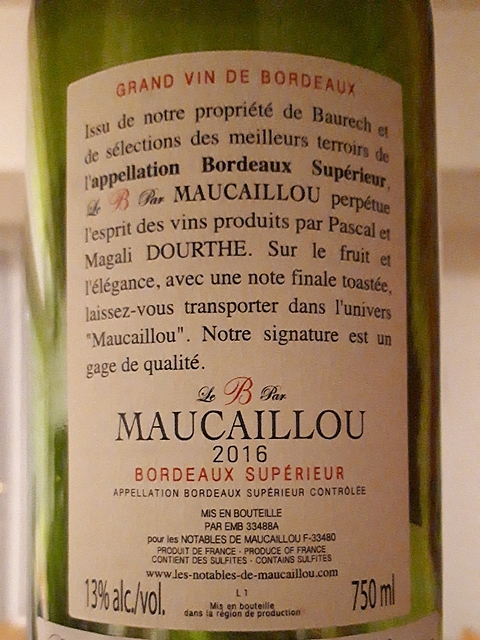 GRAND VIN DE BORDEAUX
Issu de notre propriété de Baurech et
de sélections des meilleurs terroirs de
l'appellation Bordeaux Supérieur,
Le B Par MAUCAILLOU perpétue
l'esprit des vins produits par Pascal et
Magali DOURTHE. Sur le fruit et
l'élégance, avec une note finale toastée,
laissez-vous transporter dans l'univers
"Maucaillou". Notre signature est un
gage de qualité.
Le B Par
MAUCAILLOU
2016
BORDEAUX SUPÉRIEUR
APPELLATION BORDEAUX SUPÉRIEUR CONTRÔLÉE
MIS EN BOUTEILLE
PAR EMB 33488A
pour les NOTABLES DE MAUCAILLOU F-33480
PRODUIT DE FRANCE - PRODUCE OF FRANCE
CONTIENT DES SULFITES - CONTAINS SULFITES
www.les-notables-de-maucaillou.com
13% alc./vol. L 1 750 ml
Mis en bouteille
dans la région de production